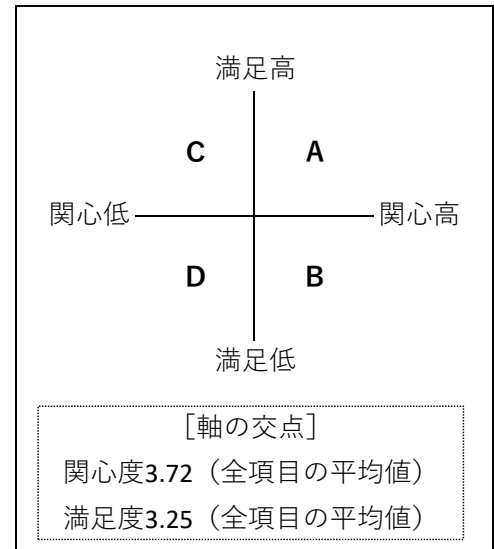 満足高
C A
関心低 関心高
D B
満足低
［軸の交点］
関心度3.72（全項目の平均値）
満足度3.25（全項目の平均値）